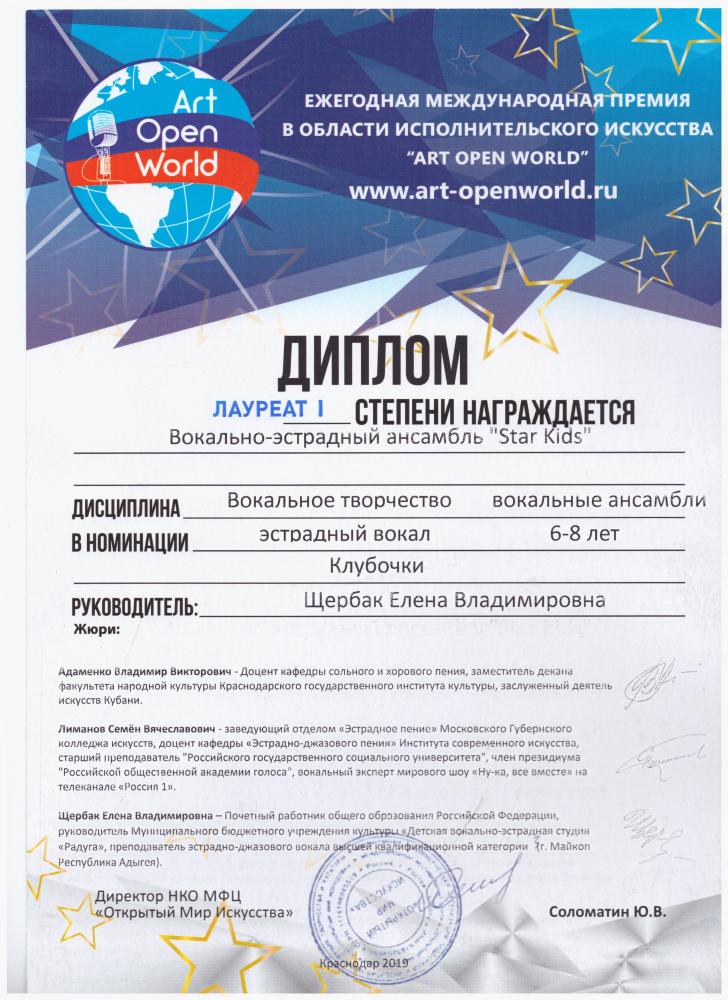 Art
Open
World
ЕЖЕГОДНАЯ МЕЖДУНАРОДНАЯ ПРЕМИЯ
В ОБЛАСТИ ИСПОЛНИТЕЛЬСКОГО ИСКУССТВА
“ART OPEN WORLD”
www.art-openworld.ru
ДИПЛОМ
ЛАУРЕАТ I СТЕПЕНИ НАГРАЖДАЕТСЯ
Вокально-эстрадный ансамбль "Star Kids"
ДИСЦИПЛИНА Вокальное творчество вокальные ансамбли
В НОМИНАЦИИ эстрадный вокал 6-8 лет
Клубочки
РУКОВОДИТЕЛЬ: Щербак Елена Владимировна
Жюри:
Адаменко Владимир Викторович - Доцент кафедры сольного и хорового пения, заместитель декана
факультета народной культуры Краснодарского государственного института культуры, заслуженный деятель
искусств Кубани.
Лиманов Семён Вячеславович - заведующий отделом «Эстрадное пение» Московского Губернского
колледжа искусств, доцент кафедры «Эстрадно-джазового пения» Института современного искусства,
старший преподаватель "Российского государственного социального университета", член президиума
"Российской общественной академии голоса", вокальный эксперт мирового шоу «Ну-ка, все вместе» на
телеканале «Россия 1».
Щербак Елена Владимировна – Почетный работник общего образования Российской Федерации,
руководитель Муниципального бюджетного учреждения культуры «Детская вокально-эстрадная студия
«Радуга», преподаватель эстрадно-джазового вокала высшей квалификационной категории (г. Майкоп
Республика Адыгея).
Директор НКО МФЦ
«Открытый Мир Искусства»
Соломатин Ю.В.
«ОТКРЫТЫЙ
МИР
ИСКУССТВА»
Краснодар 2019